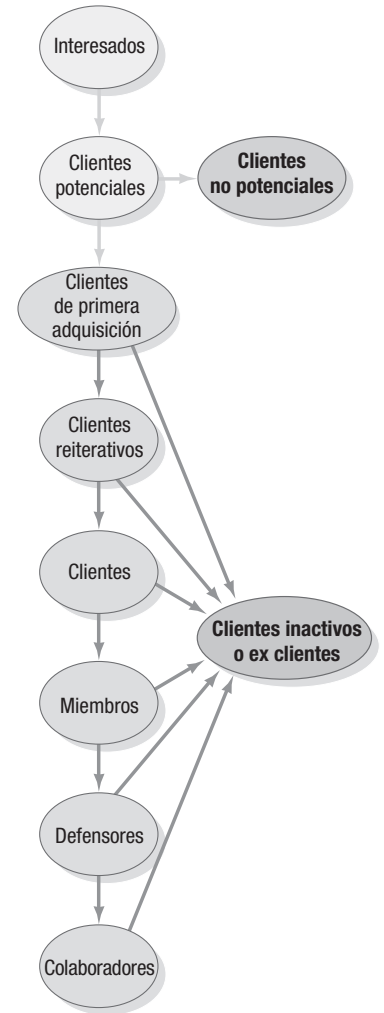 Interesados
Clientes
potenciales
Clientes
no potenciales
Clientes
de primera
adquisición
Clientes
reiterativos
Clientes
Clientes inactivos
o ex clientes
Miembros
Defensores
Colaboradores